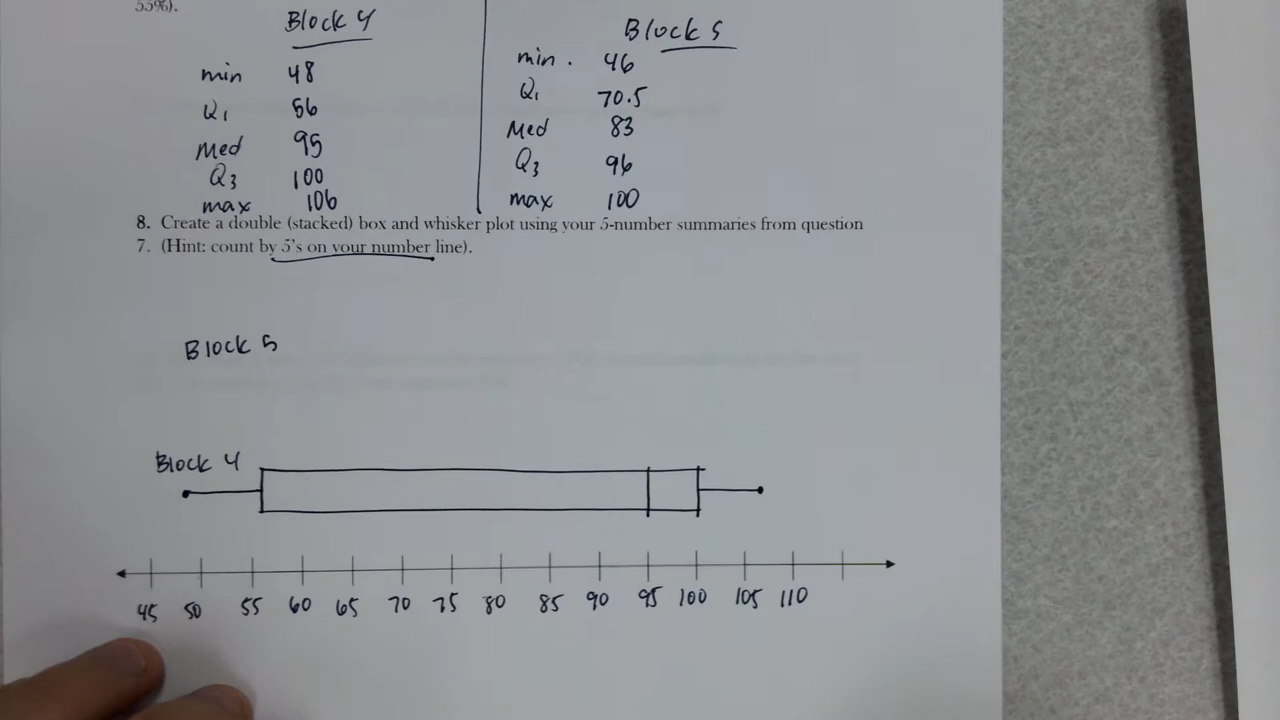 55%).
Block 4
min 48
Q1 56
Med 95
Q3 100
max 106
Block 5
min. 46
Q1 70.5
Med 83
Q3 96
max 100
8. Create a double (stacked) box and whisker plot using your 5-number summaries from question
7. (Hint: count by 5's on your number line).
Block 5
Block 4
45 50 55 60 65 70 75 80 85 90 95 100 105 110